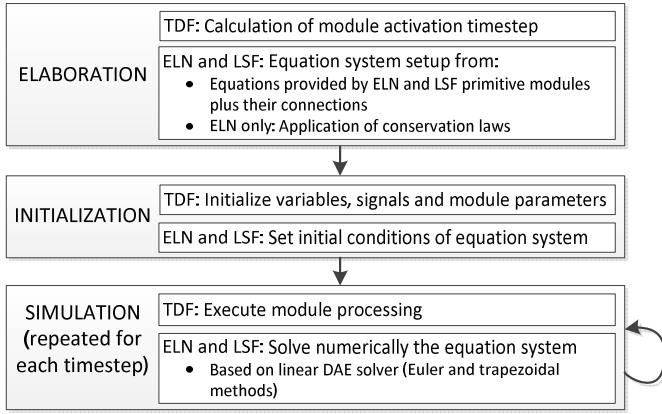 ELABORATION
TDF: Calculation of module activation timestep
ELN and LSF: Equation system setup from:
• Equations provided by ELN and LSF primitive modules
plus their connections
• ELN only: Application of conservation laws
INITIALIZATION
TDF: Initialize variables, signals and module parameters
ELN and LSF: Set initial conditions of equation system
SIMULATION
(repeated for
each timestep)
TDF: Execute module processing
ELN and LSF: Solve numerically the equation system
• Based on linear DAE solver (Euler and trapezoidal
methods)